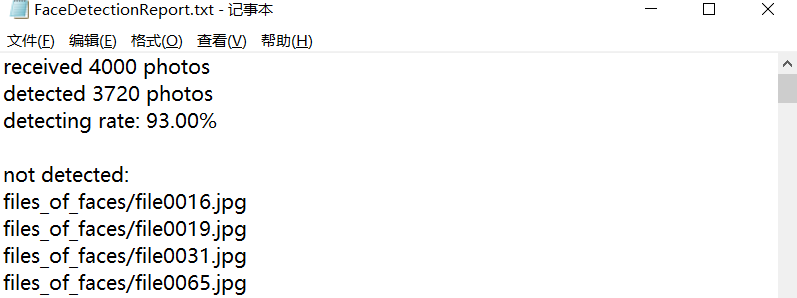 FaceDetectionReport.txt - 记事本
文件(F) 编辑(E) 格式(O) 查看(V) 帮助(H)
received 4000 photos
detected 3720 photos
detecting rate: 93.00%
not detected:
files_of_faces/file0016.jpg
files_of_faces/file0019.jpg
files_of_faces/file0031.jpg
files_of_faces/file0065.jpg